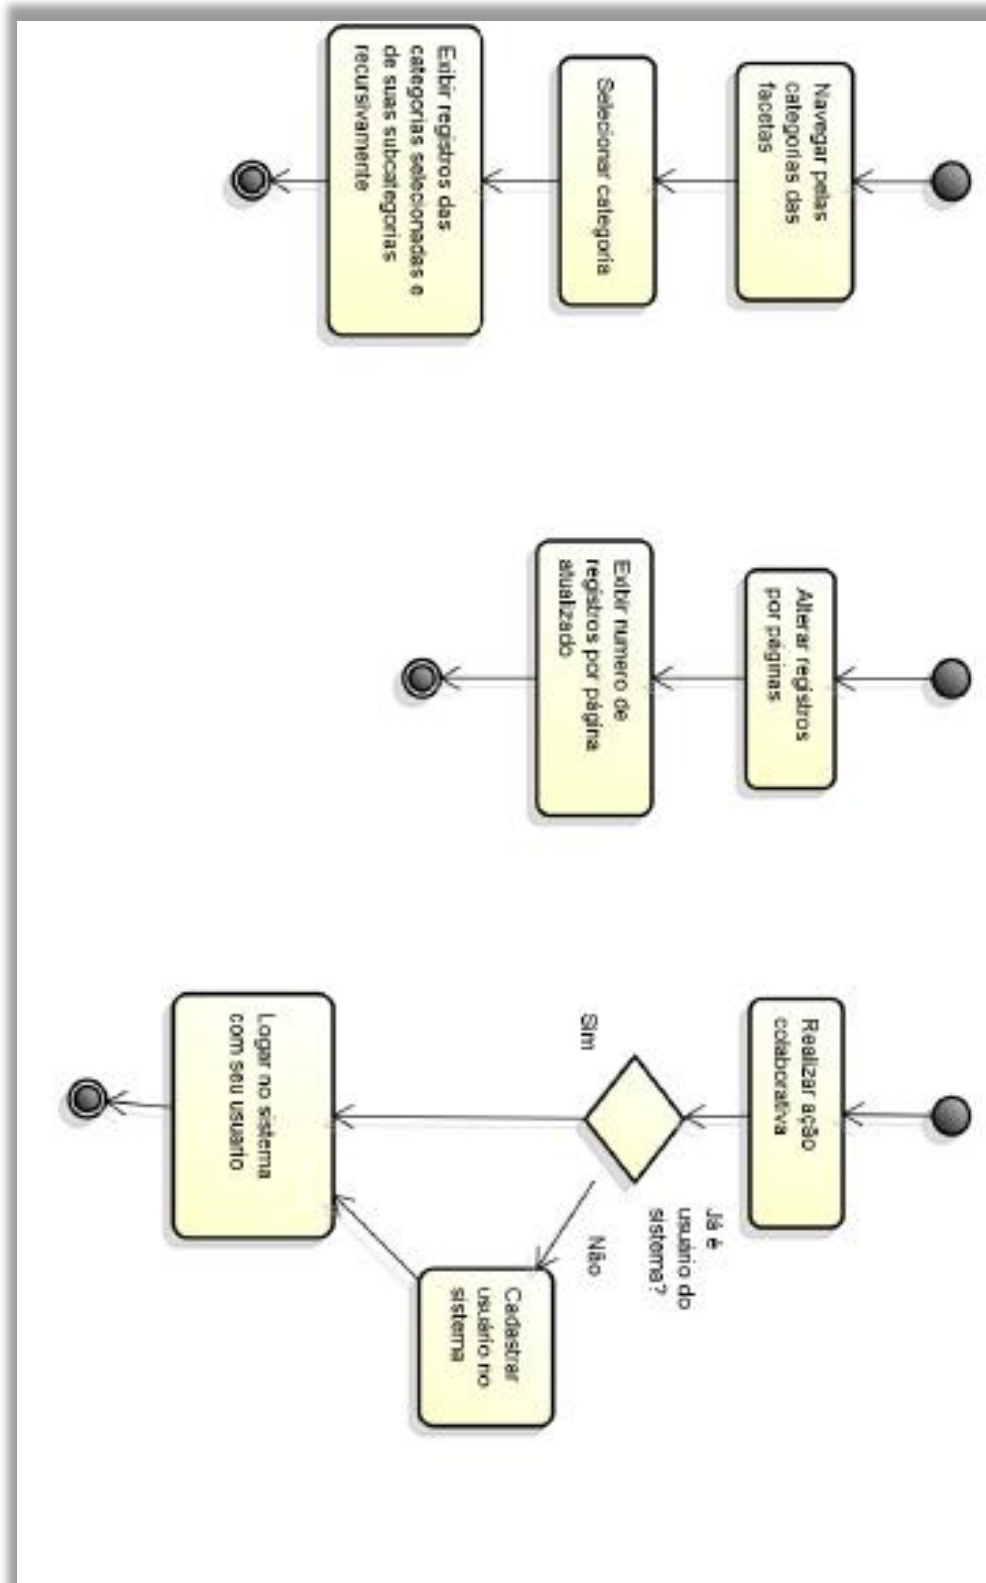 Navegar pelas
categorias das
facetas
Selecionar categoria
Exibir registros das
categorias selecionadas e
de suas subcategorias
recursivamente
Alterar registros
por páginas
Exibir numero de
registros por página
atualizado
Realizar ação
colaborativa
Já é
usuário do
sistema?
Sim
Não
Cadastrar
usuário no
sistema
Logar no sistema
com seu usuario